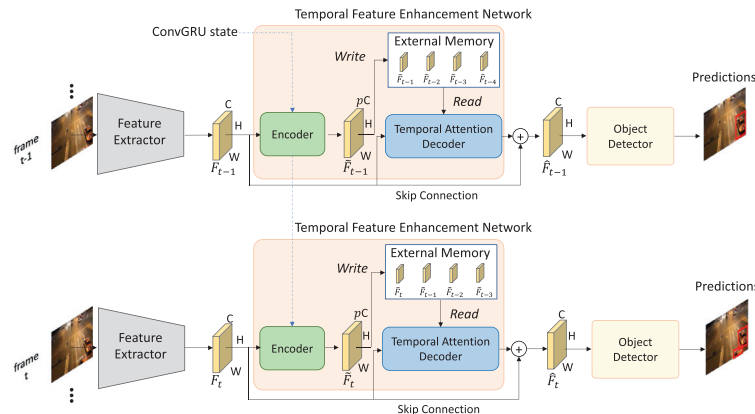 Temporal Feature Enhancement Network
ConvGRU state
External Memory
Write
F̃t−1 F̃t−2 F̃t−3 F̃t−4
Predictions
C
pC
Read
C
Feature
Extractor
H
Encoder
H
Temporal Attention
Decoder
H
Object
Detector
frame
t-1
W
W
W
Ft−1
F̃t−1
F̂t−1
Skip Connection
Temporal Feature Enhancement Network
External Memory
Write
F̃t F̃t−1 F̃t−2 F̃t−3
Predictions
C
pC
Read
C
Feature
Extractor
H
Encoder
H
Temporal Attention
Decoder
H
Object
Detector
frame
t
W
W
W
Ft
F̃t
F̂t
Skip Connection